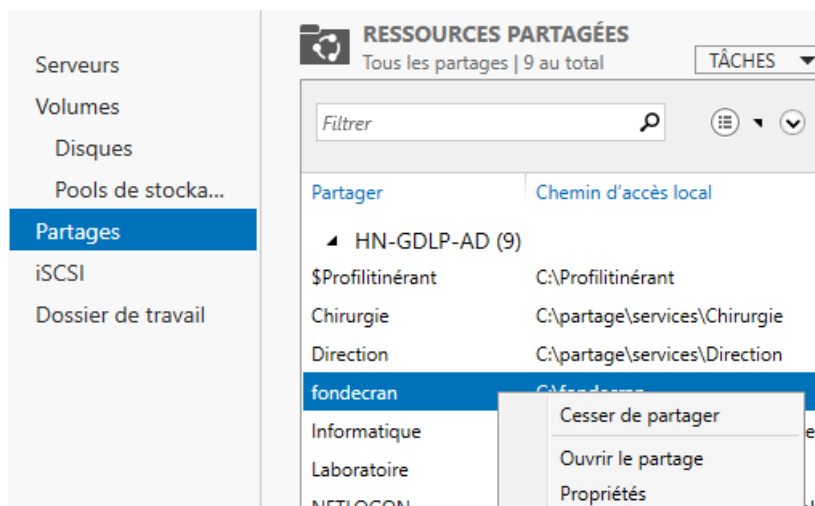 Serveurs
Volumes
Disques
Pools de stocka...
Partages
iSCSI
Dossier de travail
RESSOURCES PARTAGÉES
Tous les partages | 9 au total
TÂCHES
Filtrer
Partager Chemin d'accès local
HN-GDLP-AD (9)
$Profilitinérant C:\Profilitinérant
Chirurgie C:\partage\services\Chirurgie
Direction C:\partage\services\Direction
fondecran C:\fondecran
Informatique
Laboratoire
NETLOGON
Cesser de partager
Ouvrir le partage
Propriétés